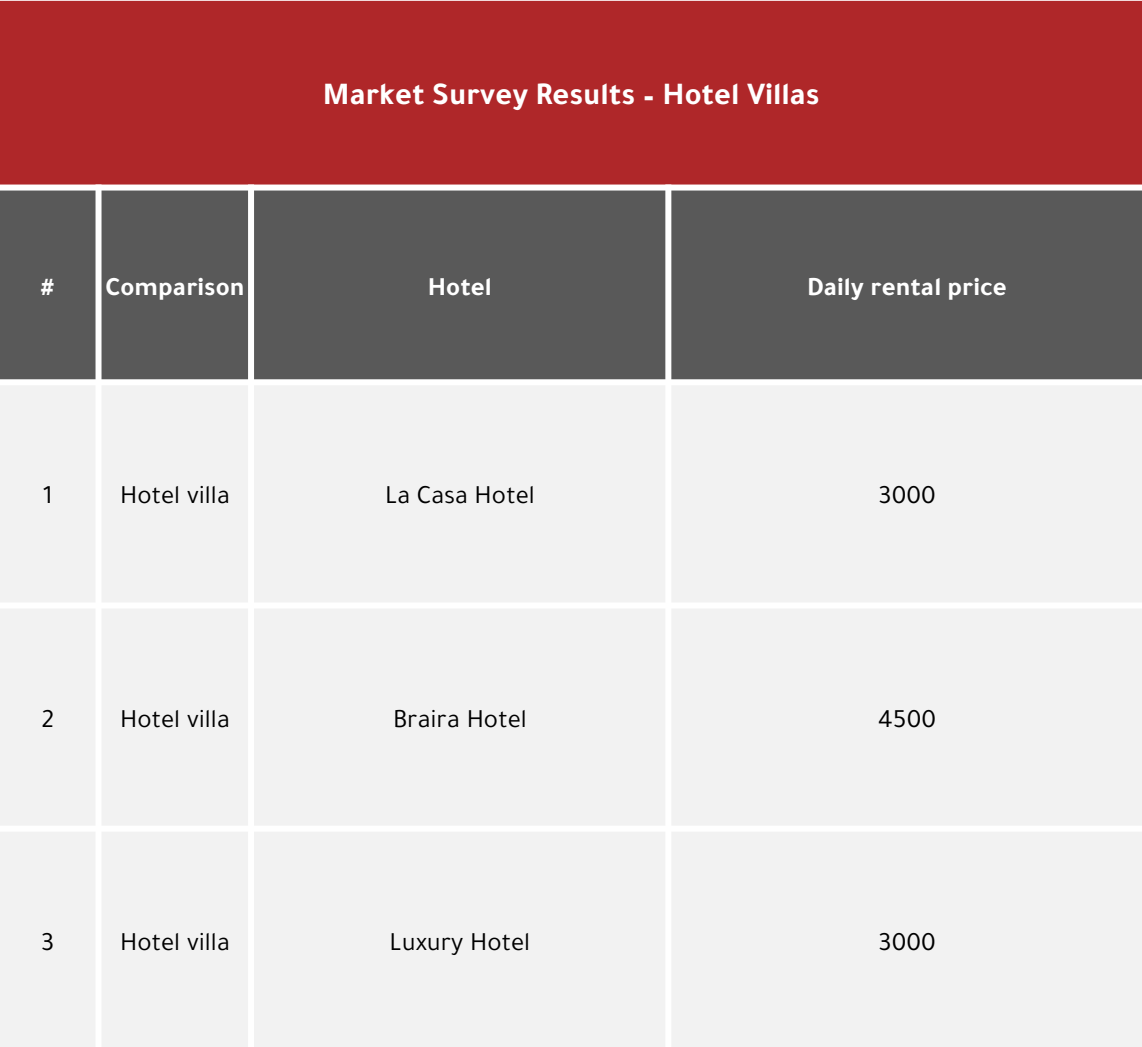 Market Survey Results - Hotel Villas
# Comparison Hotel Daily rental price
1 Hotel villa La Casa Hotel 3000
2 Hotel villa Braira Hotel 4500
3 Hotel villa Luxury Hotel 3000